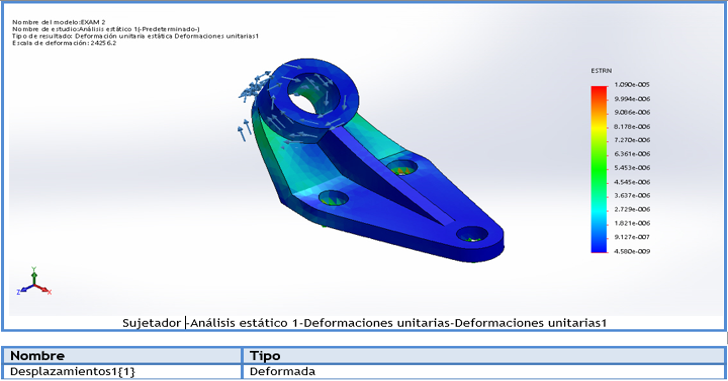 Nombre del modelo:EXAM 2
Nombre de estudio:Análisis estático 1(-Predeterminado-)
Tipo de resultado: Deformación unitaria estática Deformaciones unitarias1
Escala de deformación: 24256.2
ESTRN
1.090e-005
9.994e-006
9.086e-006
8.178e-006
7.270e-006
6.361e-006
5.453e-006
4.545e-006
3.637e-006
2.729e-006
1.821e-006
9.127e-007
4.580e-009
Y
Z
X
Sujetador -Análisis estático 1-Deformaciones unitarias-Deformaciones unitarias1
Nombre Tipo
Desplazamientos1{1} Deformada